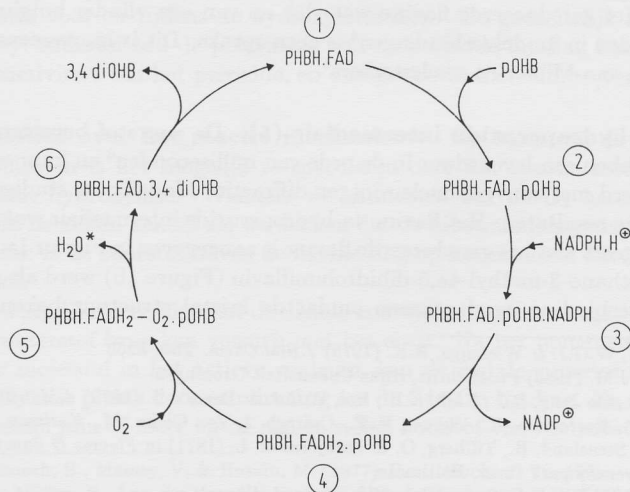 1
PHBH.FAD
pOHB
2
PHBH.FAD.pOHB
NADPH,H⊕
PHBH.FAD.pOHB.NADPH
3
NADP⊕
PHBH.FADH2.pOHB
4
O2
PHBH.FADH2-O2.pOHB
5
H2O*
PHBH.FAD.3,4 diOHB
6
3,4 diOHB